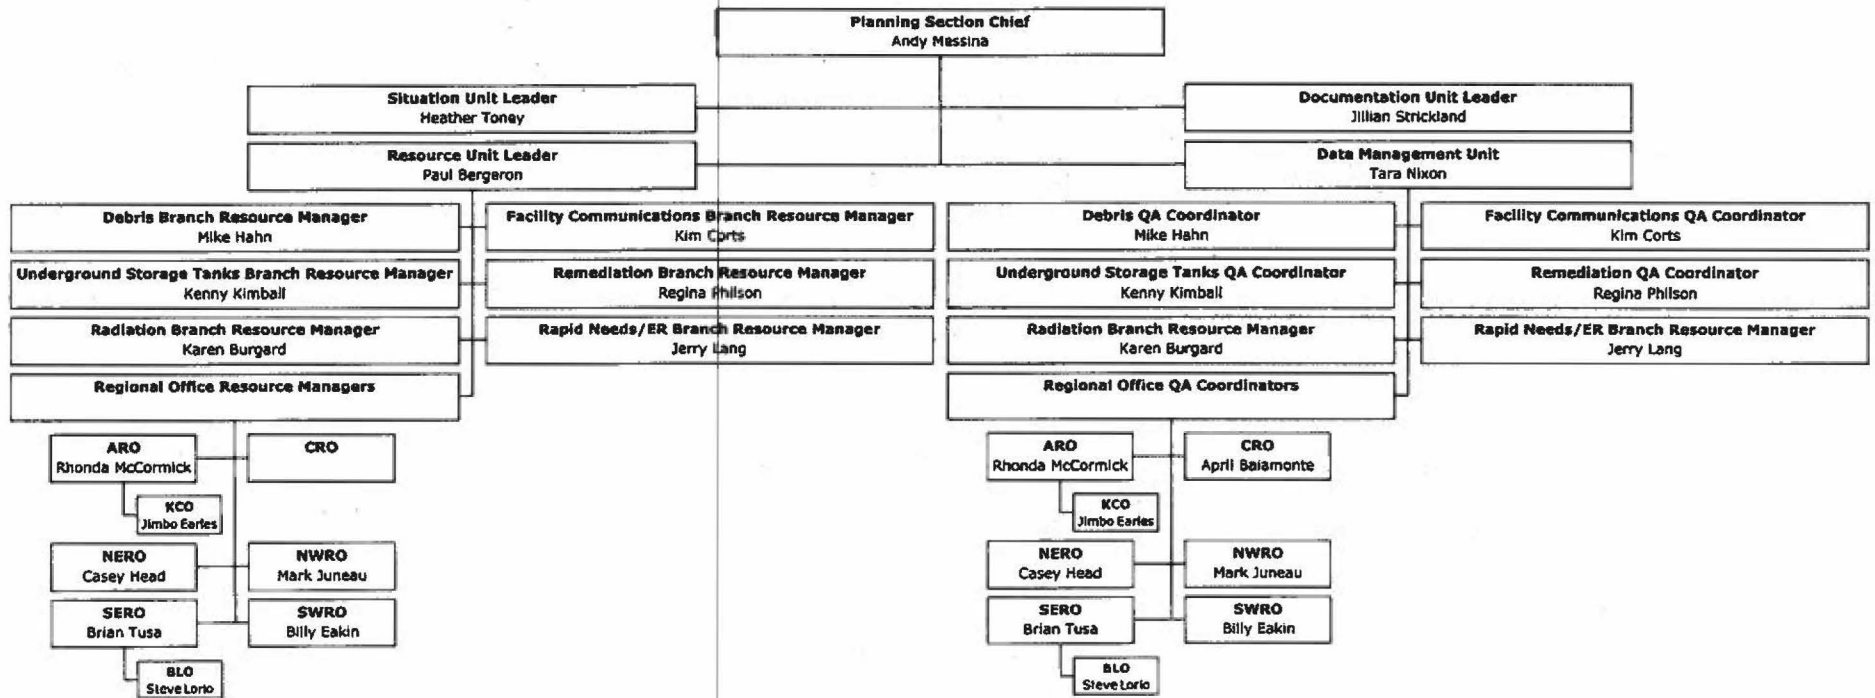 Planning Section Chief
Andy Messina
Situation Unit Leader
Heather Toney
Documentation Unit Leader
Jillian Strickland
Resource Unit Leader
Paul Bergeron
Data Management Unit
Tara Nixon
Debris Branch Resource Manager
Mike Hahn
Facility Communications Branch Resource Manager
Kim Corts
Underground Storage Tanks Branch Resource Manager
Kenny Kimball
Remediation Branch Resource Manager
Regina Philson
Radiation Branch Resource Manager
Karen Burgard
Rapid Needs/ER Branch Resource Manager
Jerry Lang
Regional Office Resource Managers
ARO
Rhonda McCormick
CRO
KCO
Jimbo Earles
NERO
Casey Head
NWRO
Mark Juneau
SERO
Brian Tusa
SWRO
Billy Eakin
BLO
Steve Lorio
Debris QA Coordinator
Mike Hahn
Facility Communications QA Coordinator
Kim Corts
Underground Storage Tanks QA Coordinator
Kenny Kimball
Remediation QA Coordinator
Regina Philson
Radiation Branch Resource Manager
Karen Burgard
Rapid Needs/ER Branch Resource Manager
Jerry Lang
Regional Office QA Coordinators
ARO
Rhonda McCormick
CRO
April Baiamonte
KCO
Jimbo Earles
NERO
Casey Head
NWRO
Mark Juneau
SERO
Brian Tusa
SWRO
Billy Eakin
BLO
Steve Lorio